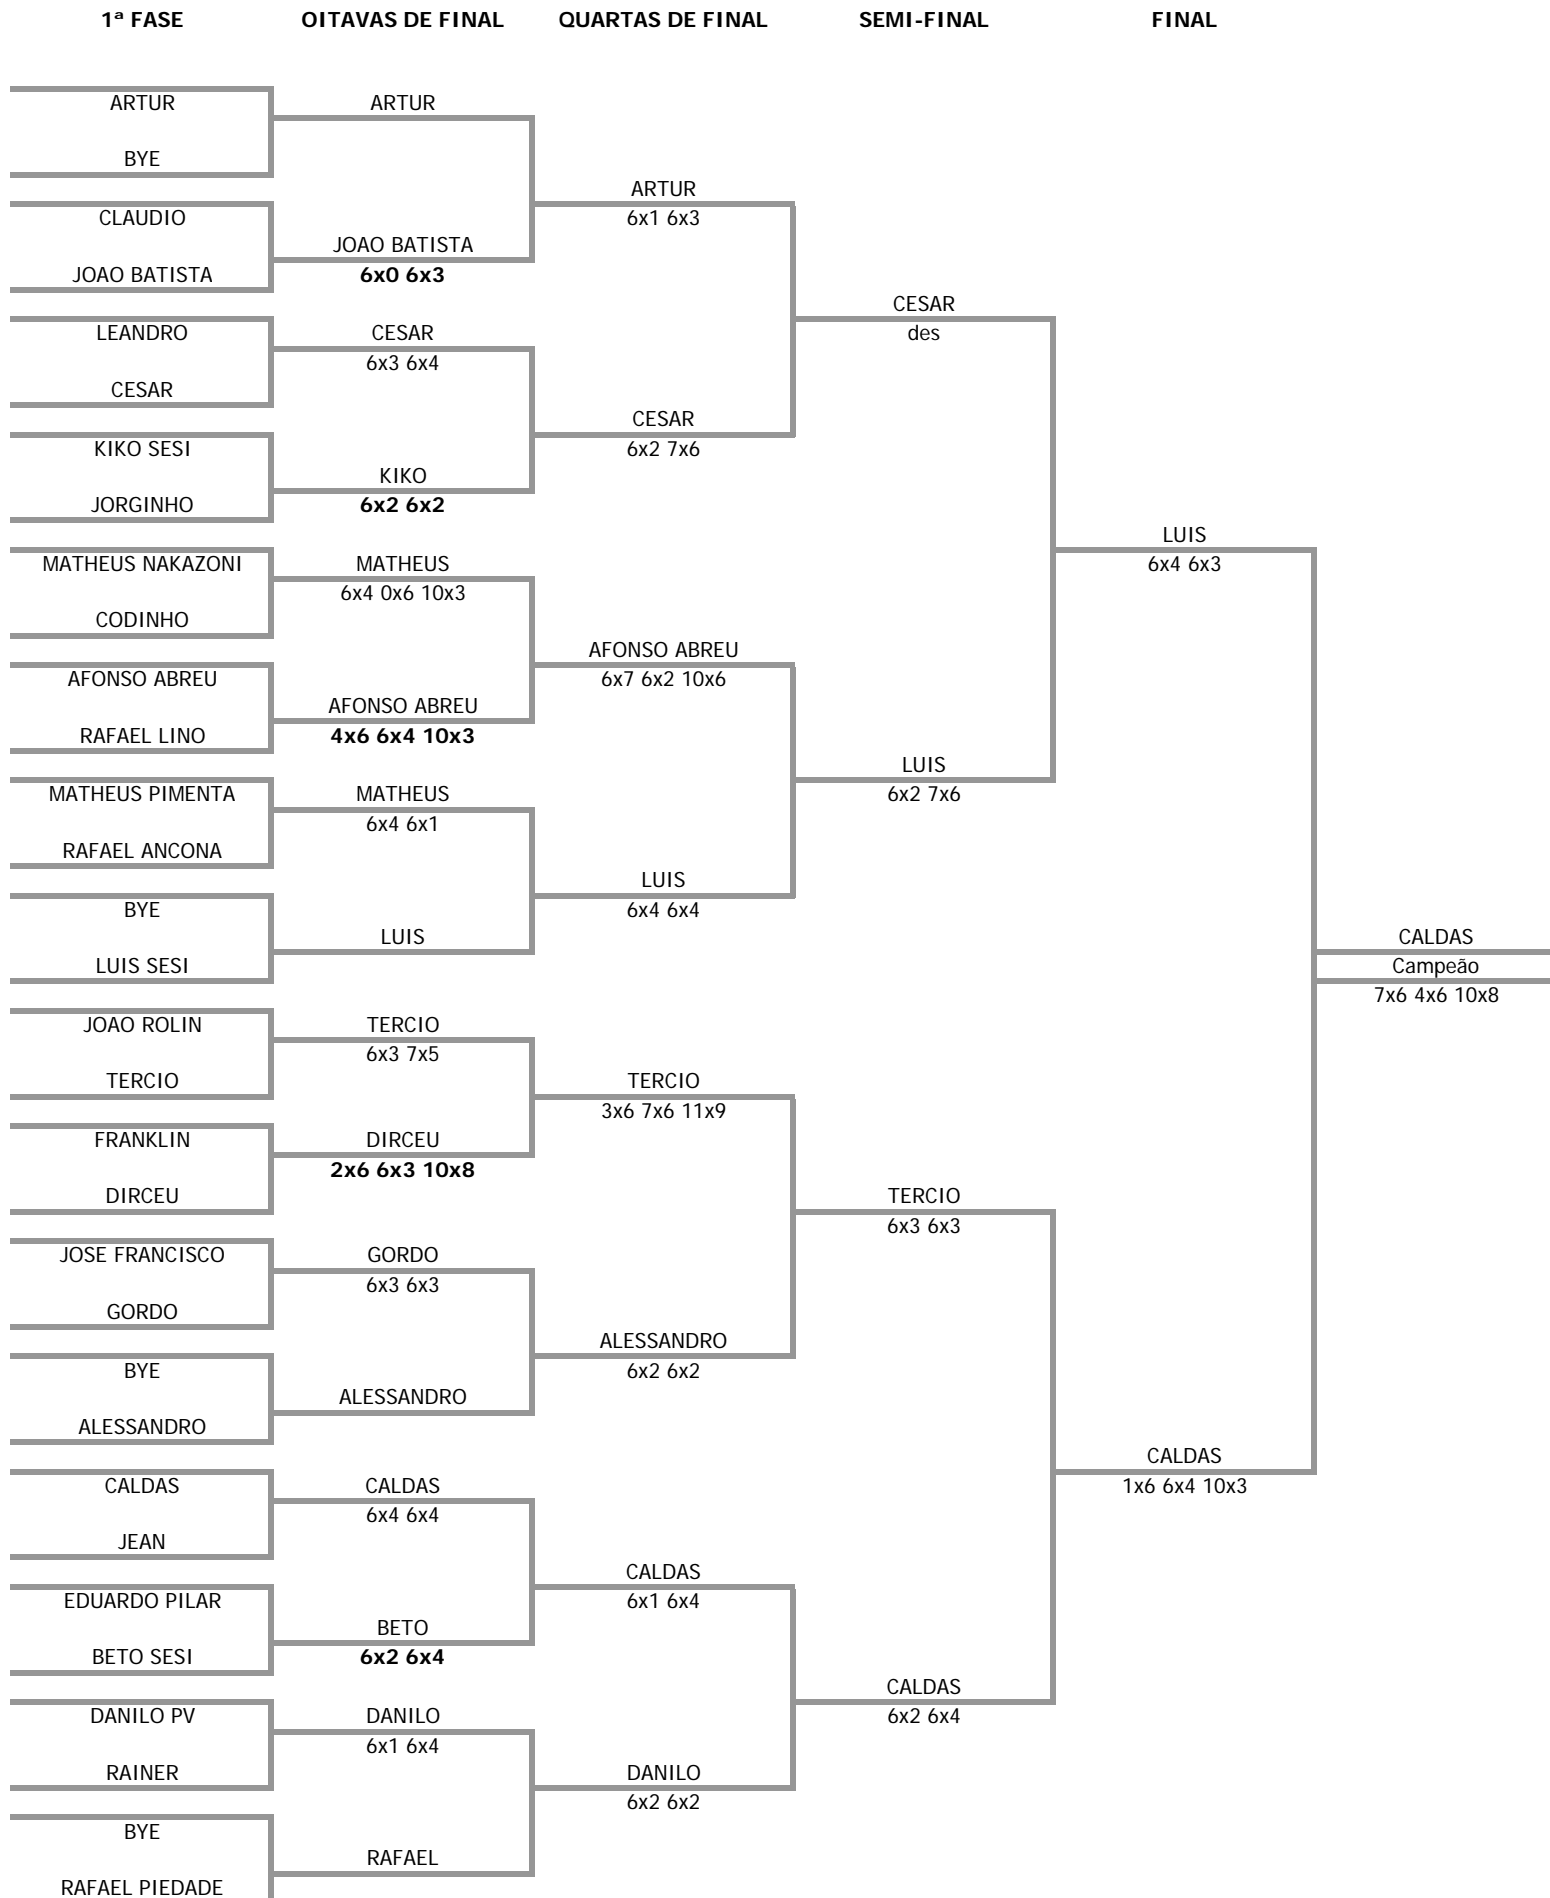 1ª FASE OITAVAS DE FINAL QUARTAS DE FINAL SEMI-FINAL FINAL
ARTUR ARTUR
BYE
ARTUR
CLAUDIO 6x1 6x3
JOAO BATISTA
JOAO BATISTA 6x0 6x3
CESAR
LEANDRO CESAR des
6x3 6x4
CESAR
CESAR
KIKO SESI 6x2 7x6
KIKO
JORGINHO 6x2 6x2
LUIS
MATHEUS NAKAZONI MATHEUS 6x4 6x3
6x4 0x6 10x3
CODINHO
AFONSO ABREU
AFONSO ABREU 6x7 6x2 10x6
AFONSO ABREU
RAFAEL LINO 4x6 6x4 10x3
LUIS
MATHEUS PIMENTA MATHEUS 6x2 7x6
6x4 6x1
RAFAEL ANCONA
LUIS
BYE 6x4 6x4
LUIS CALDAS
LUIS SESI Campeão
7x6 4x6 10x8
JOAO ROLIN TERCIO
6x3 7x5
TERCIO TERCIO
3x6 7x6 11x9
FRANKLIN DIRCEU
2x6 6x3 10x8
DIRCEU TERCIO
6x3 6x3
JOSE FRANCISCO GORDO
6x3 6x3
GORDO
ALESSANDRO
BYE 6x2 6x2
ALESSANDRO
ALESSANDRO
CALDAS
CALDAS CALDAS 1x6 6x4 10x3
6x4 6x4
JEAN
CALDAS
EDUARDO PILAR 6x1 6x4
BETO
BETO SESI 6x2 6x4
CALDAS
DANILO PV DANILO 6x2 6x4
6x1 6x4
RAINER DANILO
6x2 6x2
BYE
RAFAEL
RAFAEL PIEDADE